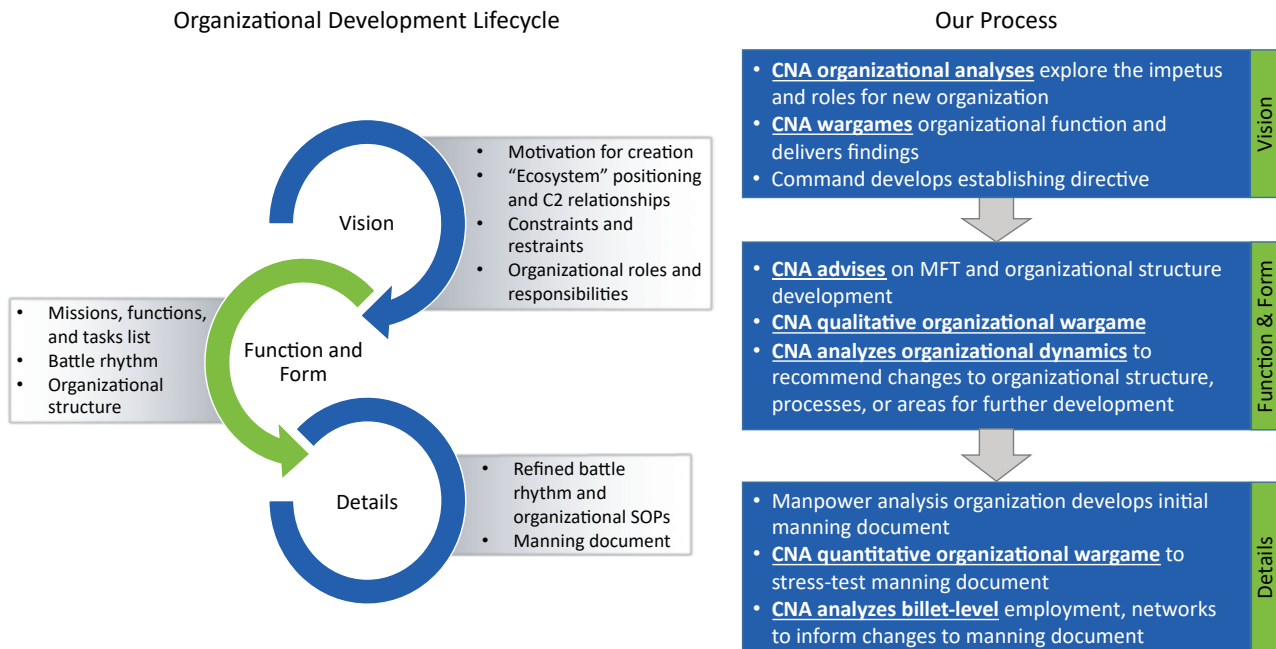 Organizational Development Lifecycle
Vision
• Motivation for creation
• “Ecosystem” positioning
and C2 relationships
• Constraints and
restraints
• Organizational roles and
responsibilities
• Missions, functions,
and tasks list
• Battle rhythm
• Organizational
structure
Function and
Form
Details
• Refined battle
rhythm and
organizational SOPs
• Manning document
Our Process
• CNA organizational analyses explore the impetus
and roles for new organization
• CNA wargames organizational function and
delivers findings
• Command develops establishing directive
Vision
• CNA advises on MFT and organizational structure
development
• CNA qualitative organizational wargame
• CNA analyzes organizational dynamics to
recommend changes to organizational structure,
processes, or areas for further development
Function & Form
• Manpower analysis organization develops initial
manning document
• CNA quantitative organizational wargame to
stress-test manning document
• CNA analyzes billet-level employment, networks
to inform changes to manning document
Details